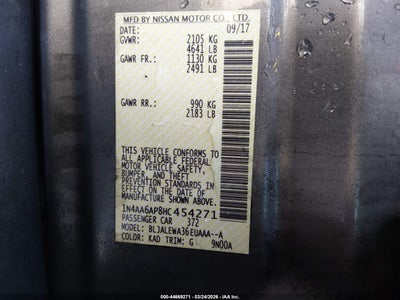 MFD BY NISSAN MOTOR CO., LTD.
DATE: 09/17
GVWR: 2105 KG
4641 LB
GAWR FR: 1130 KG
2491 LB
GAWR RR: 990 KG
2183 LB
THIS VEHICLE CONFORMS TO
ALL APPLICABLE FEDERAL
MOTOR VEHICLE SAFETY,
BUMPER, AND THEFT
PREVENTION STANDARDS
IN EFFECT ON THE DATE OF
MANUFACTURE SHOWN ABOVE.
1N4AA6AP8HC454271
PASSENGER CAR 372
MODEL: BLJALEWA36EUAAA--A
COLOR: KAD TRIM: G 9N00A
ID: 44669271 - 03/24/2026 - © IAA